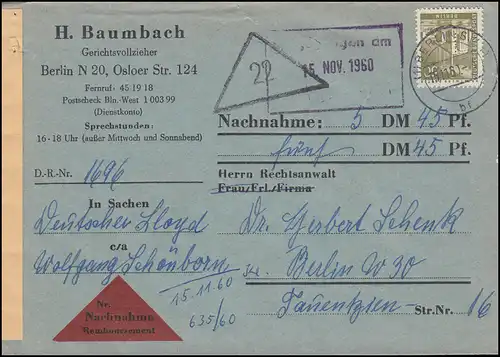 H. Baumbach
Gerichtsvollzieher
Berlin N 20, Osloer Str. 124
Fernruf: 45 19 18
Postscheck Bln.-West 1 003 99
(Dienstkonto)
Sprechstunden:
16-18 Uhr (außer Mittwoch und Sonnabend)
D.-R.-Nr. 1696
In Sachen
Deutscher Lloyd
c/a
Wolfgang Schönborn
15.11.60
635/60
Nr.
Nachnahme
Remboursement
22
am
15. NOV. 1960
BERLIN
Nachnahme: 5 DM 45 Pf.
fünf DM 45 Pf.
Herrn Rechtsanwalt
Frau/Frl./Firma
Dr. Herbert Schenk
Berlin W 30
Tauentzien- Str. Nr. 16